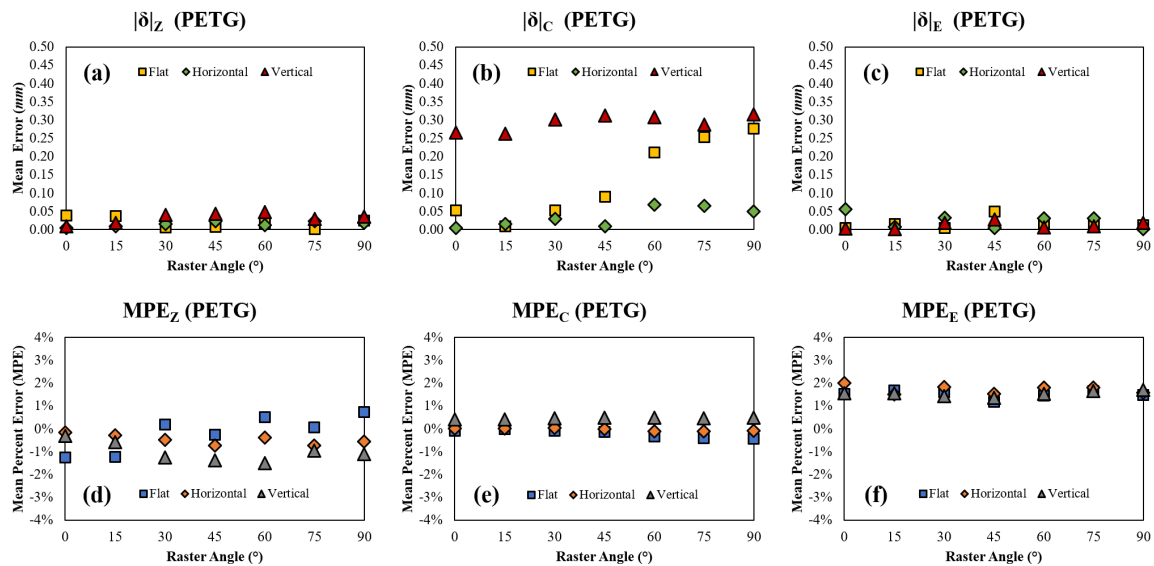 |δ|Z (PETG)
0.50
0.45
0.40
0.35
0.30
0.25
0.20
0.15
0.10
0.05
0.00
Mean Error (mm)
(a)
Flat Horizontal Vertical
0 15 30 45 60 75 90
Raster Angle (°)
|δ|C (PETG)
0.50
0.45
0.40
0.35
0.30
0.25
0.20
0.15
0.10
0.05
0.00
Mean Error (mm)
(b)
Flat Horizontal Vertical
0 15 30 45 60 75 90
Raster Angle (°)
|δ|E (PETG)
0.50
0.45
0.40
0.35
0.30
0.25
0.20
0.15
0.10
0.05
0.00
Mean Error (mm)
(c)
Flat Horizontal Vertical
0 15 30 45 60 75 90
Raster Angle (°)
MPEZ (PETG)
4%
3%
2%
1%
0%
-1%
-2%
-3%
-4%
Mean Percent Error (MPE)
(d)
Flat Horizontal Vertical
0 15 30 45 60 75 90
Raster Angle (°)
MPEC (PETG)
4%
3%
2%
1%
0%
-1%
-2%
-3%
-4%
Mean Percent Error (MPE)
(e)
Flat Horizontal Vertical
0 15 30 45 60 75 90
Raster Angle (°)
MPEE (PETG)
4%
3%
2%
1%
0%
-1%
-2%
-3%
-4%
Mean Percent Error (MPE)
(f)
Flat Horizontal Vertical
0 15 30 45 60 75 90
Raster Angle (°)